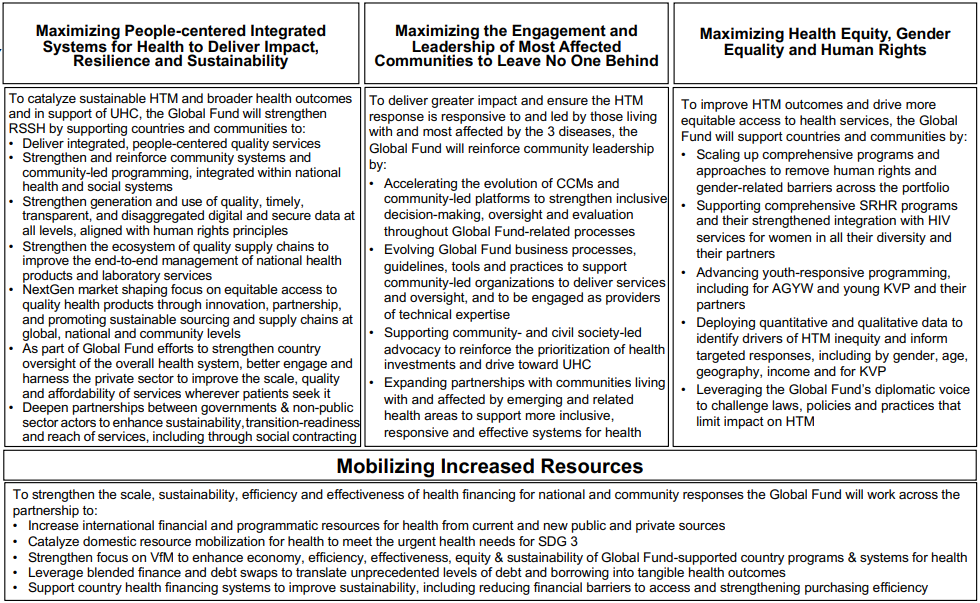 Maximizing People-centered Integrated
Systems for Health to Deliver Impact,
Resilience and Sustainability
To catalyze sustainable HTM and broader health outcomes
and in support of UHC, the Global Fund will strengthen
RSSH by supporting countries and communities to:
• Deliver integrated, people-centered quality services
• Strengthen and reinforce community systems and
community-led programming, integrated within national
health and social systems
• Strengthen generation and use of quality, timely,
transparent, and disaggregated digital and secure data at
all levels, aligned with human rights principles
• Strengthen the ecosystem of quality supply chains to
improve the end-to-end management of national health
products and laboratory services
• NextGen market shaping focus on equitable access to
quality health products through innovation, partnership,
and promoting sustainable sourcing and supply chains at
global, national and community levels
• As part of Global Fund efforts to strengthen country
oversight of the overall health system, better engage and
harness the private sector to improve the scale, quality
and affordability of services wherever patients seek it
• Deepen partnerships between governments & non-public
sector actors to enhance sustainability, transition-readiness
and reach of services, including through social contracting
Maximizing the Engagement and
Leadership of Most Affected
Communities to Leave No One Behind
To deliver greater impact and ensure the HTM
response is responsive to and led by those living
with and most affected by the 3 diseases, the
Global Fund will reinforce community leadership
by:
• Accelerating the evolution of CCMs and
community-led platforms to strengthen inclusive
decision-making, oversight and evaluation
throughout Global Fund-related processes
• Evolving Global Fund business processes,
guidelines, tools and practices to support
community-led organizations to deliver services
and oversight, and to be engaged as providers
of technical expertise
• Supporting community- and civil society-led
advocacy to reinforce the prioritization of health
investments and drive toward UHC
• Expanding partnerships with communities living
with and affected by emerging and related
health areas to support more inclusive,
responsive and effective systems for health
Maximizing Health Equity, Gender
Equality and Human Rights
To improve HTM outcomes and drive more
equitable access to health services, the Global
Fund will support countries and communities by:
• Scaling up comprehensive programs and
approaches to remove human rights and
gender-related barriers across the portfolio
• Supporting comprehensive SRHR programs
and their strengthened integration with HIV
services for women in all their diversity and
their partners
• Advancing youth-responsive programming,
including for AGYW and young KVP and their
partners
• Deploying quantitative and qualitative data to
identify drivers of HTM inequity and inform
targeted responses, including by gender, age,
geography, income and for KVP
• Leveraging the Global Fund's diplomatic voice
to challenge laws, policies and practices that
limit impact on HTM
Mobilizing Increased Resources
To strengthen the scale, sustainability, efficiency and effectiveness of health financing for national and community responses the Global Fund will work across the
partnership to:
• Increase international financial and programmatic resources for health from current and new public and private sources
• Catalyze domestic resource mobilization for health to meet the urgent health needs for SDG 3
• Strengthen focus on VfM to enhance economy, efficiency, effectiveness, equity & sustainability of Global Fund-supported country programs & systems for health
• Leverage blended finance and debt swaps to translate unprecedented levels of debt and borrowing into tangible health outcomes
• Support country health financing systems to improve sustainability, including reducing financial barriers to access and strengthening purchasing efficiency